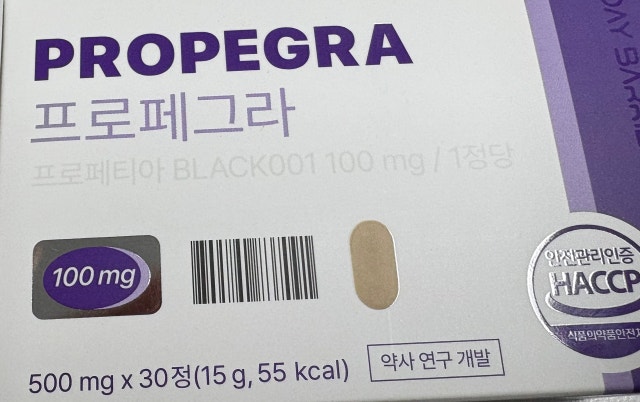 PROPEGRA
프로페그라
프로페티아 BLACK001 100 mg / 1정당
100 mg
안전관리인증
HACCP
식품의약품안전처
500 mg x 30정(15 g, 55 kcal)
약사 연구 개발